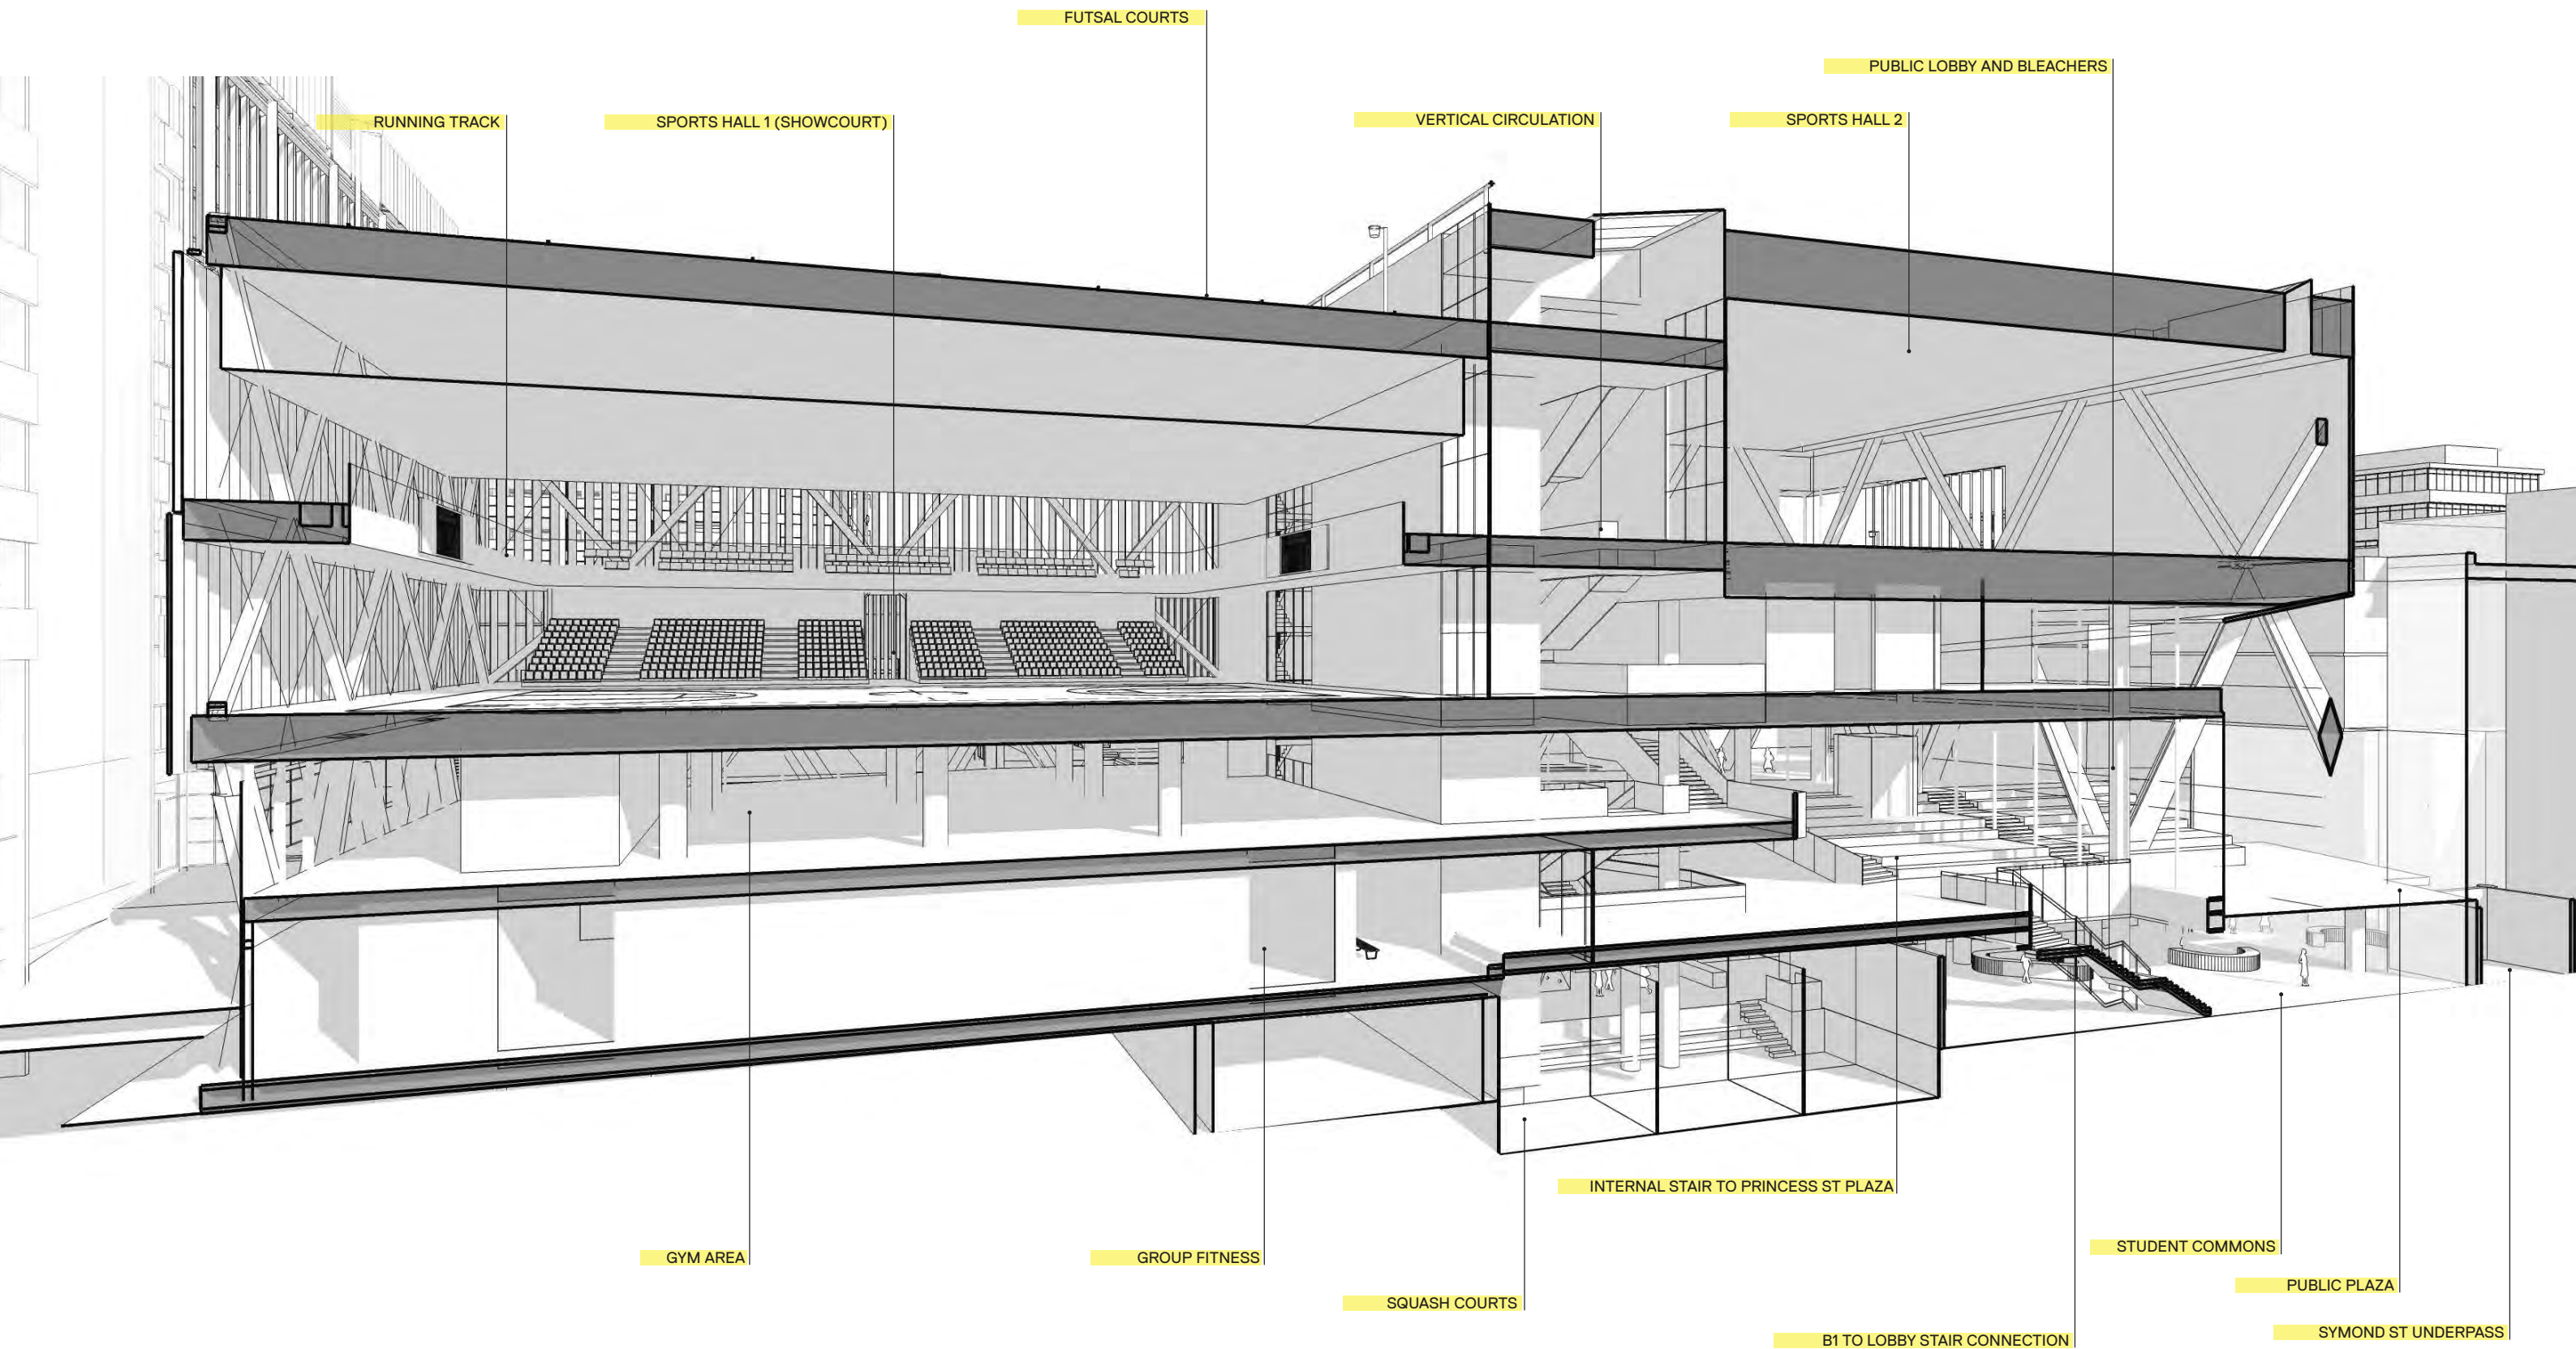 FUTSAL COURTS
PUBLIC LOBBY AND BLEACHERS
RUNNING TRACK
SPORTS HALL 1 (SHOWCOURT)
VERTICAL CIRCULATION
SPORTS HALL 2
INTERNAL STAIR TO PRINCESS ST PLAZA
GYM AREA
GROUP FITNESS
STUDENT COMMONS
PUBLIC PLAZA
SQUASH COURTS
B1 TO LOBBY STAIR CONNECTION
SYMOND ST UNDERPASS